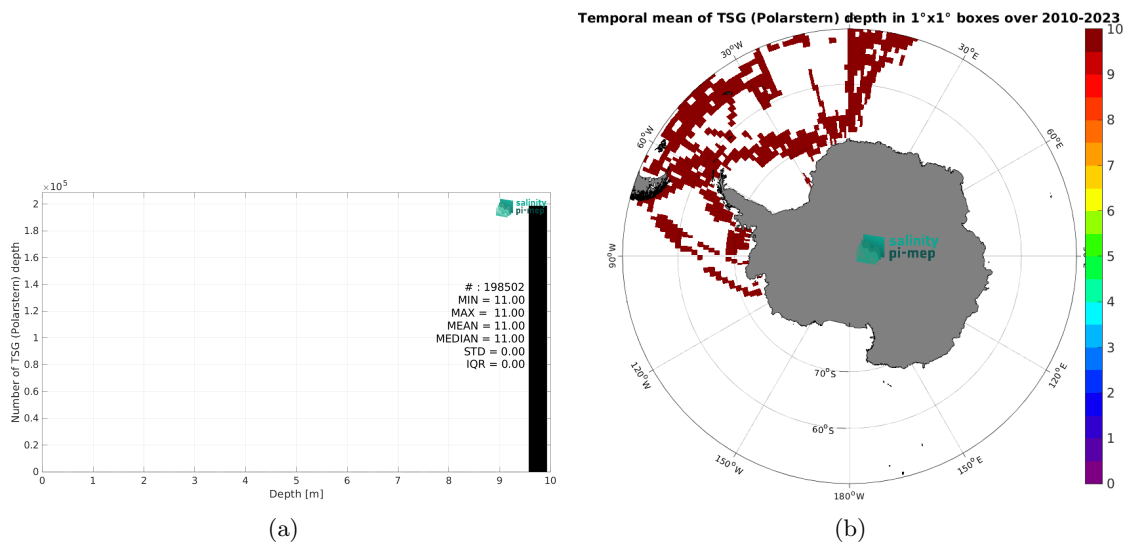 ×10⁵
2
1.8
1.6
1.4
1.2
1
0.8
0.6
0.4
0.2
0
Number of TSG (Polarstern) depth
salinity
pi-mep
# : 198502
MIN = 11.00
MAX = 11.00
MEAN = 11.00
MEDIAN = 11.00
STD = 0.00
IQR = 0.00
0 1 2 3 4 5 6 7 8 9 10
Depth [m]
(a)
Temporal mean of TSG (Polarstern) depth in 1°x1° boxes over 2010-2023
30°W
30°E
60°W
60°E
90°W
120°W
120°E
150°W
150°E
180°W
70°S
60°S
salinity
pi-mep
10
9
8
7
6
5
4
3
2
1
0
(b)